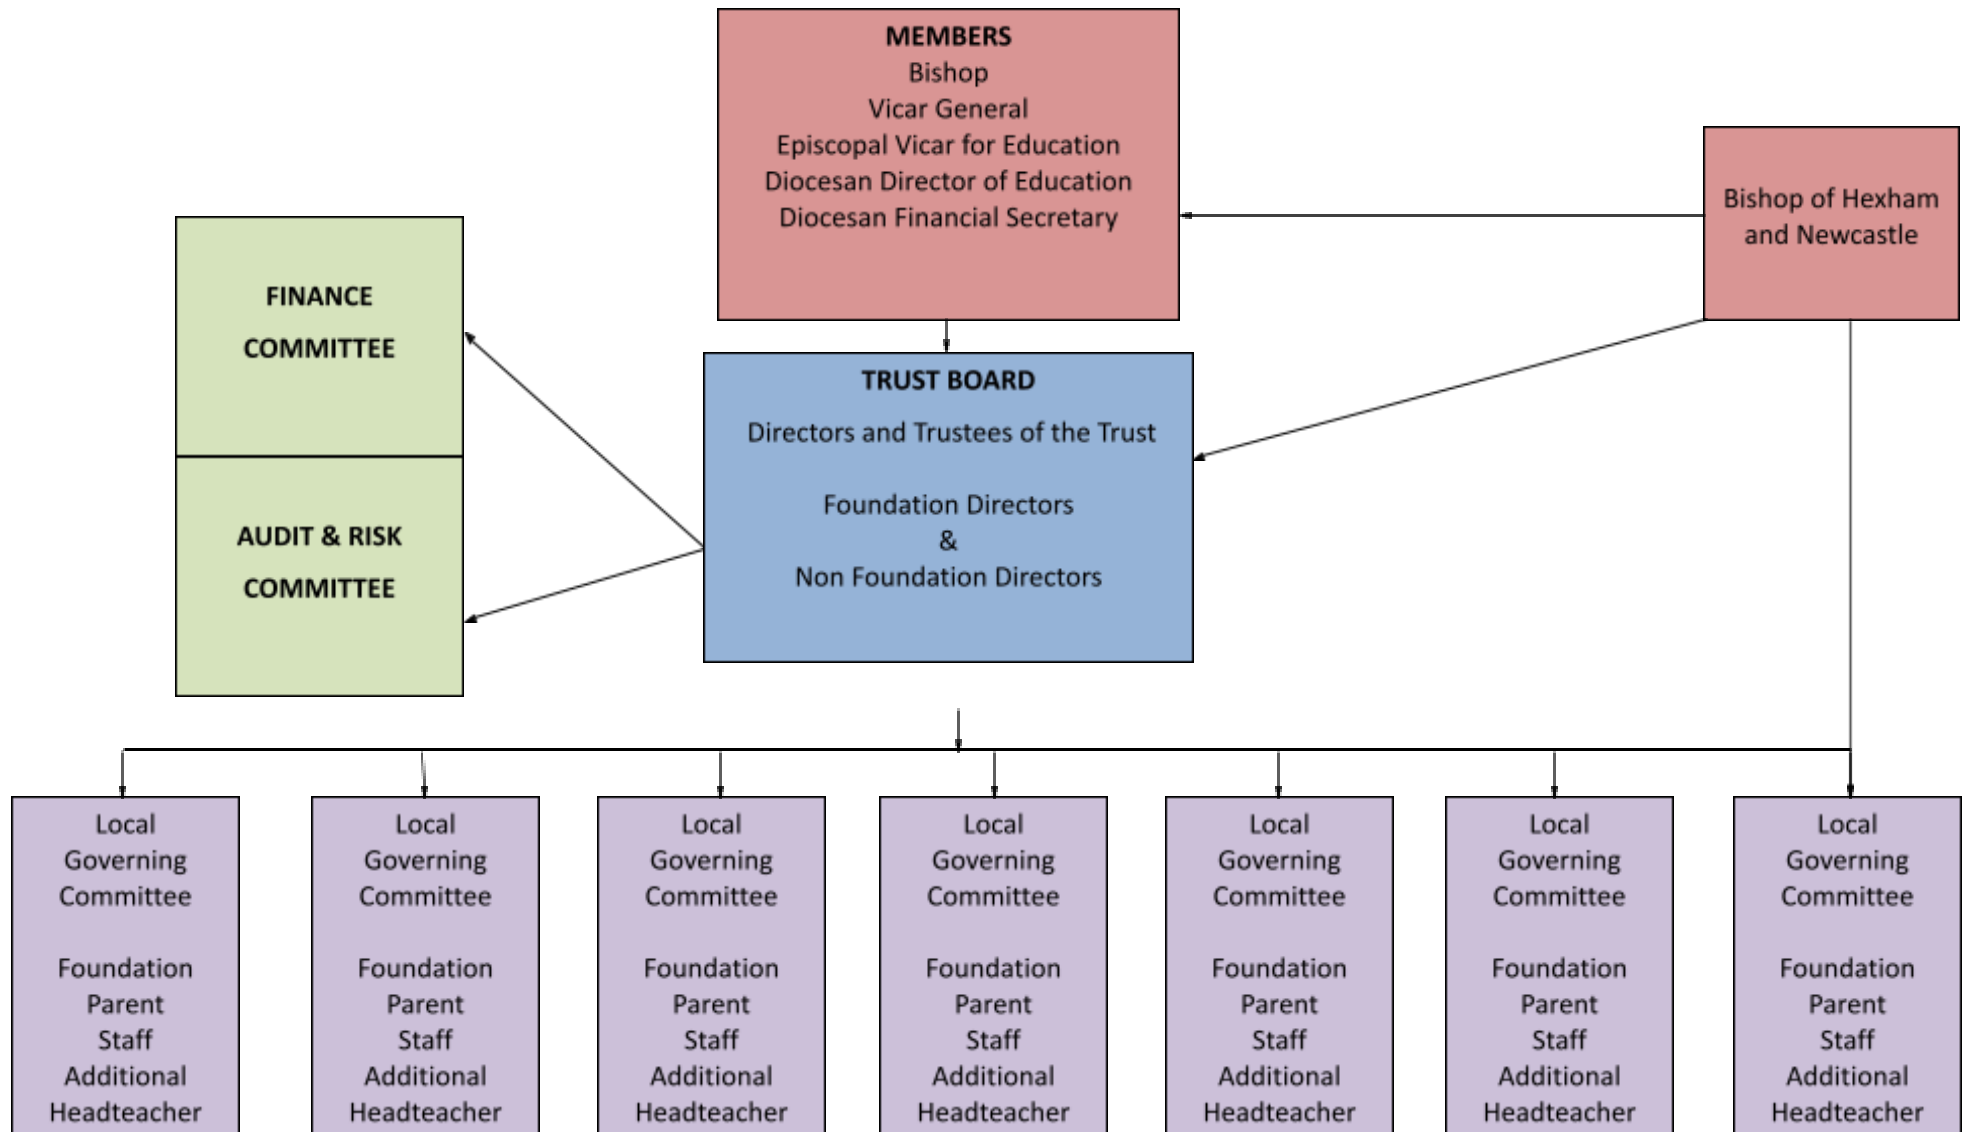 MEMBERS
Bishop
Vicar General
Episcopal Vicar for Education
Diocesan Director of Education
Diocesan Financial Secretary
Bishop of Hexham
and Newcastle
FINANCE
COMMITTEE
AUDIT & RISK
COMMITTEE
TRUST BOARD
Directors and Trustees of the Trust
Foundation Directors
&
Non Foundation Directors
Local
Governing
Committee
Foundation
Parent
Staff
Additional
Headteacher
Local
Governing
Committee
Foundation
Parent
Staff
Additional
Headteacher
Local
Governing
Committee
Foundation
Parent
Staff
Additional
Headteacher
Local
Governing
Committee
Foundation
Parent
Staff
Additional
Headteacher
Local
Governing
Committee
Foundation
Parent
Staff
Additional
Headteacher
Local
Governing
Committee
Foundation
Parent
Staff
Additional
Headteacher
Local
Governing
Committee
Foundation
Parent
Staff
Additional
Headteacher